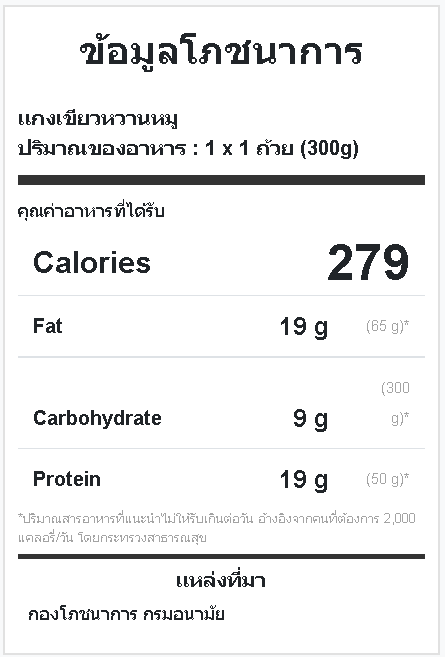 ข้อมูลโภชนาการ
แกงเขียวหวานหมู
ปริมาณของอาหาร : 1 x 1 ถ้วย (300g)
คุณค่าอาหารที่ได้รับ
Calories 279
Fat 19 g (65 g)*
(300
Carbohydrate 9 g g)*
Protein 19 g (50 g)*
*ปริมาณสารอาหารที่แนะนำไม่ให้รับเกินต่อวัน อ้างอิงจากคนที่ต้องการ 2,000
แคลอรี่/วัน โดยกระทรวงสาธารณสุข
แหล่งที่มา
กองโภชนาการ กรมอนามัย